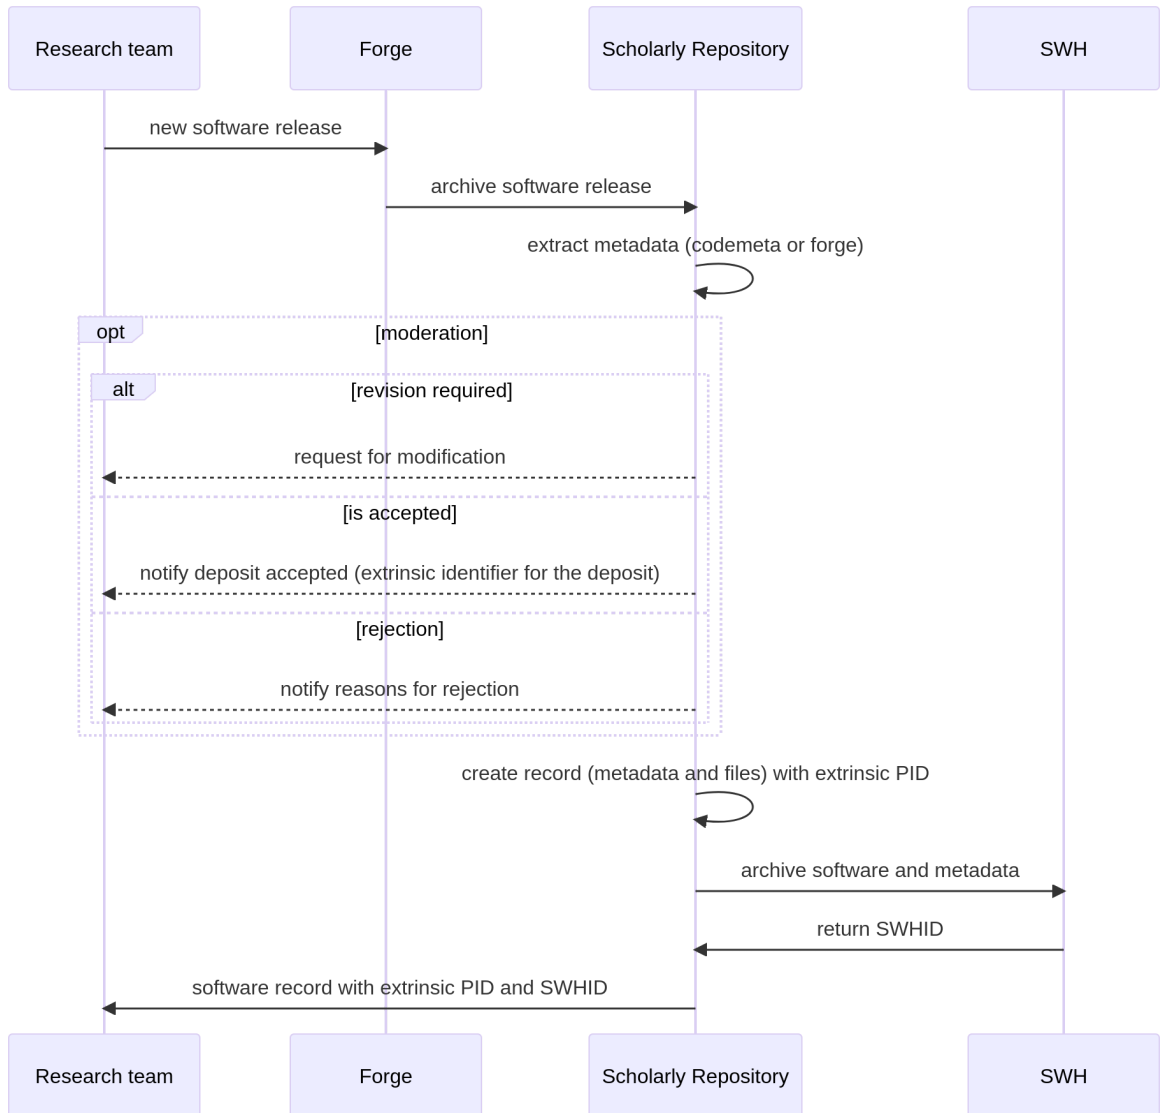 Research team
Forge
Scholarly Repository
SWH
new software release
archive software release
extract metadata (codemeta or forge)
opt
[moderation]
alt
[revision required]
request for modification
[is accepted]
notify deposit accepted (extrinsic identifier for the deposit)
[rejection]
notify reasons for rejection
create record (metadata and files) with extrinsic PID
archive software and metadata
return SWHID
software record with extrinsic PID and SWHID
Research team
Forge
Scholarly Repository
SWH